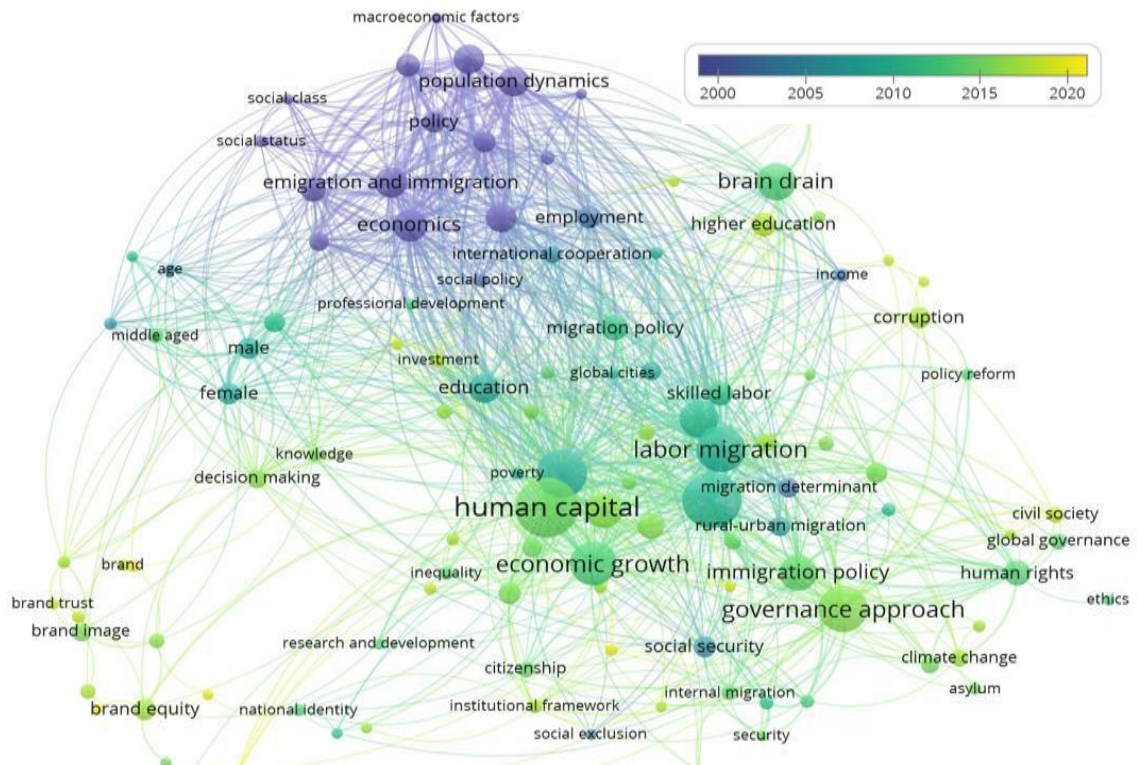 macroeconomic factors
population dynamics
2000 2005 2010 2015 2020
social class
policy
social status
emigration and immigration
brain drain
economics
employment
higher education
international cooperation
age
social policy
income
professional development
corruption
middle aged
migration policy
male
investment
global cities
policy reform
female
education
skilled labor
knowledge
labor migration
decision making
poverty
migration determinant
human capital
civil society
rural-urban migration
global governance
brand
inequality
economic growth
immigration policy
human rights
brand trust
ethics
governance approach
brand image
research and development
social security
citizenship
climate change
internal migration
asylum
brand equity
national identity
institutional framework
social exclusion
security